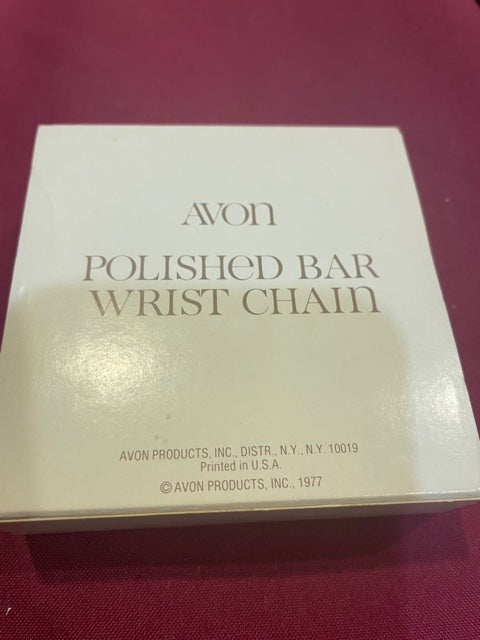 AVON
POLISHED BAR
WRIST CHAIN
AVON PRODUCTS, INC., DISTR., N.Y., N.Y. 10019
Printed in U.S.A.
© AVON PRODUCTS, INC., 1977